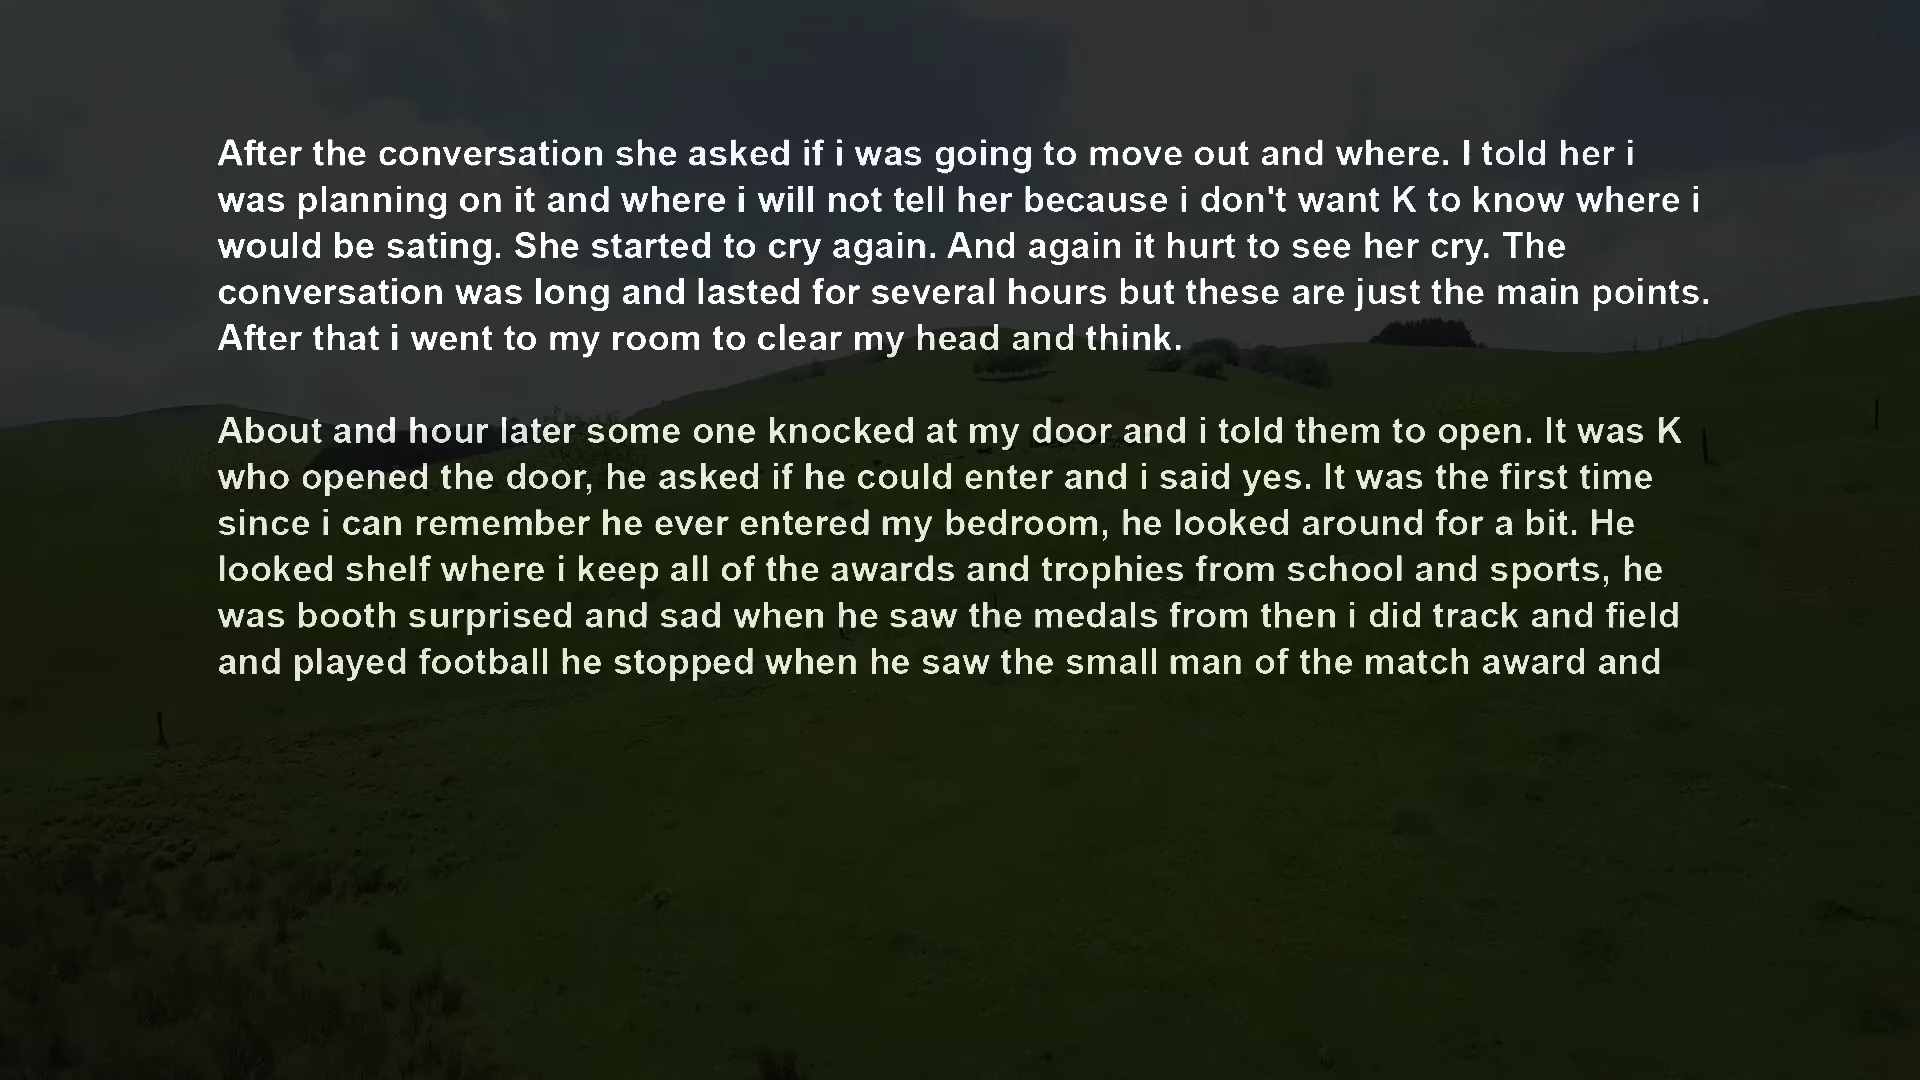 After the conversation she asked if i was going to move out and where. I told her i
was planning on it and where i will not tell her because i don't want K to know where i
would be sating. She started to cry again. And again it hurt to see her cry. The
conversation was long and lasted for several hours but these are just the main points.
After that i went to my room to clear my head and think.
About and hour later some one knocked at my door and i told them to open. It was K
who opened the door, he asked if he could enter and i said yes. It was the first time
since i can remember he ever entered my bedroom, he looked around for a bit. He
looked shelf where i keep all of the awards and trophies from school and sports, he
was booth surprised and sad when he saw the medals from then i did track and field
and played football he stopped when he saw the small man of the match award and